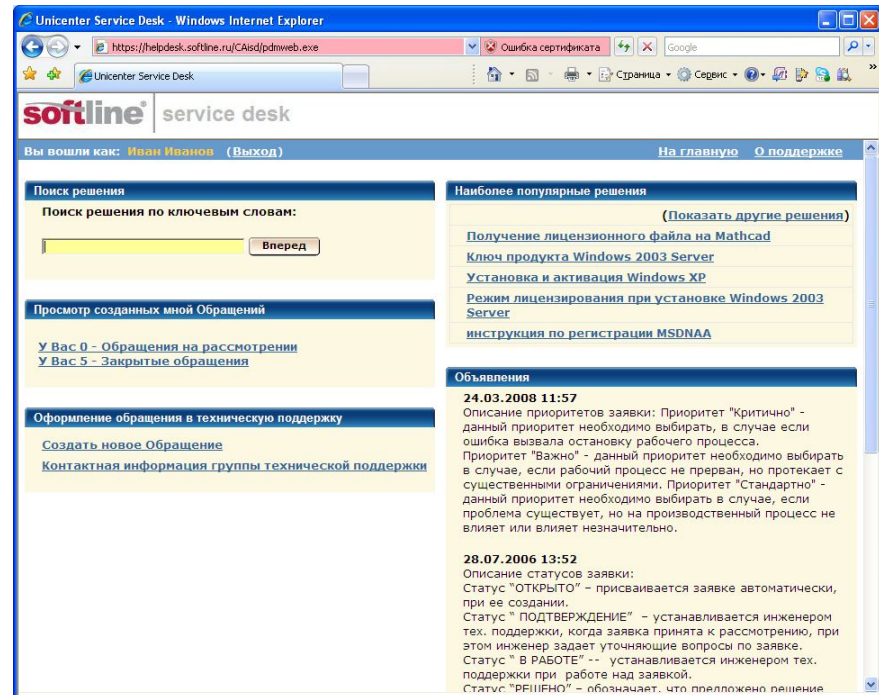 Unicenter Service Desk - Windows Internet Explorer
https://helpdesk.softline.ru/CAisd/pdmweb.exe
Ошибка сертификата
Google
Unicenter Service Desk
Страница
Сервис
softline® service desk
Вы вошли как: Иван Иванов (Выход)
На главную О поддержке
Поиск решения
Поиск решения по ключевым словам:
Вперед
Просмотр созданных мной Обращений
У Вас 0 - Обращения на рассмотрении
У Вас 5 - Закрытые обращения
Оформление обращения в техническую поддержку
Создать новое Обращение
Контактная информация группы технической поддержки
Наиболее популярные решения
(Показать другие решения)
Получение лицензионного файла на Mathcad
Ключ продукта Windows 2003 Server
Установка и активация Windows XP
Режим лицензирования при установке Windows 2003
Server
инструкция по регистрации MSDNAA
Объявления
24.03.2008 11:57
Описание приоритетов заявки: Приоритет "Критично" -
данный приоритет необходимо выбирать, в случае если
ошибка вызвала остановку рабочего процесса.
Приоритет "Важно" - данный приоритет необходимо выбирать
в случае, если рабочий процесс не прерван, но протекает с
существенными ограничениями. Приоритет "Стандартно" -
данный приоритет необходимо выбирать в случае, если
проблема существует, но на производственный процесс не
влияет или влияет незначительно.
28.07.2006 13:52
Описание статусов заявки:
Статус "ОТКРЫТО" – присваивается заявке автоматически,
при ее создании.
Статус " ПОДТВЕРЖДЕНИЕ" – устанавливается инженером
тех. поддержки, когда заявка принята к рассмотрению, при
этом инженер задает уточняющие вопросы по заявке.
Статус " В РАБОТЕ" -- устанавливается инженером тех.
поддержки при работе над заявкой.
Статус "РЕШЕНО" – обозначает, что предложено решение